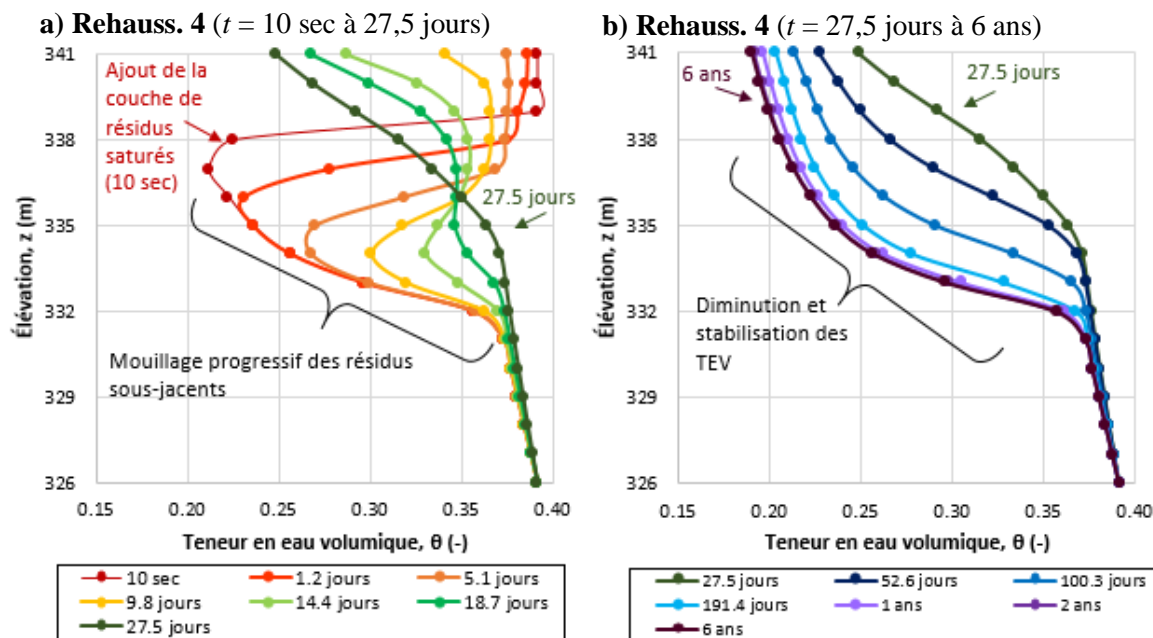 a) Rehauss. 4 (t = 10 sec à 27,5 jours)
341
338
335
332
329
326
Élévation, z (m)
Ajout de la
couche de
résidus
saturés
(10 sec)
27.5 jours
27.5 jours
Mouillage progressif des résidus
sous-jacents
0.15 0.20 0.25 0.30 0.35 0.40
Teneur en eau volumique, θ (-)
10 sec 1.2 jours 5.1 jours
9.8 jours 14.4 jours 18.7 jours
27.5 jours
b) Rehauss. 4 (t = 27,5 jours à 6 ans)
341
338
335
332
329
326
Élévation, z (m)
6 ans
27.5 jours
Diminution et
stabilisation des
TEV
0.15 0.20 0.25 0.30 0.35 0.40
Teneur en eau volumique, θ (-)
27.5 jours 52.6 jours 100.3 jours
191.4 jours 1 ans 2 ans
6 ans